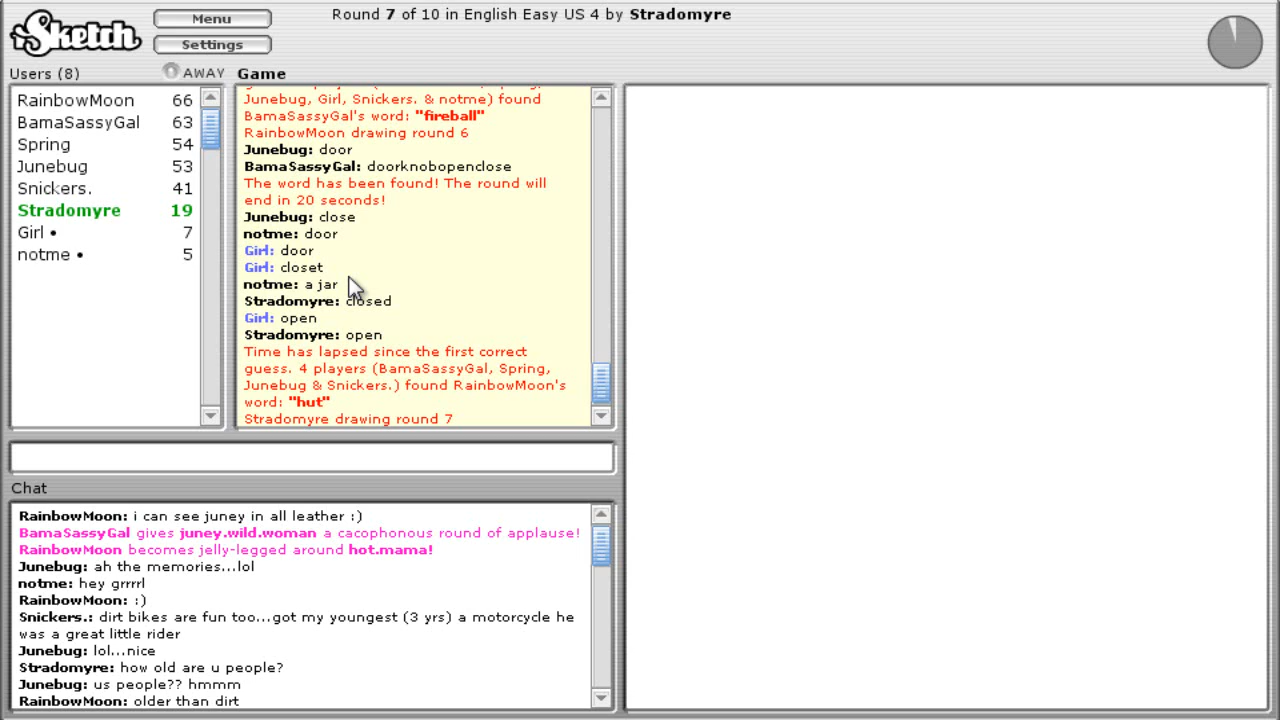 iSketch
Menu
Settings
Round 7 of 10 in English Easy US 4 by Stradomyre
Users (8)
AWAY
RainbowMoon 66
BamaSassyGal 63
Spring 54
Junebug 53
Snickers. 41
Stradomyre 19
Girl • 7
notme • 5
Game
Junebug, Girl, Snickers. & notme) found
BamaSassyGal's word: "fireball"
RainbowMoon drawing round 6
Junebug: door
BamaSassyGal: doorknobopenclose
The word has been found! The round will
end in 20 seconds!
Junebug: close
notme: door
Girl: door
Girl: closet
notme: a jar
Stradomyre: closed
Girl: open
Stradomyre: open
Time has lapsed since the first correct
guess. 4 players (BamaSassyGal, Spring,
Junebug & Snickers.) found RainbowMoon's
word: "hut"
Stradomyre drawing round 7
Chat
RainbowMoon: i can see juney in all leather :)
BamaSassyGal gives juney.wild.woman a cacophonous round of applause!
RainbowMoon becomes jelly-legged around hot.mama!
Junebug: ah the memories...lol
notme: hey grrrl
RainbowMoon: :)
Snickers.: dirt bikes are fun too...got my youngest (3 yrs) a motorcycle he
was a great little rider
Junebug: lol...nice
Stradomyre: how old are u people?
Junebug: us people?? hmmm
RainbowMoon: older than dirt